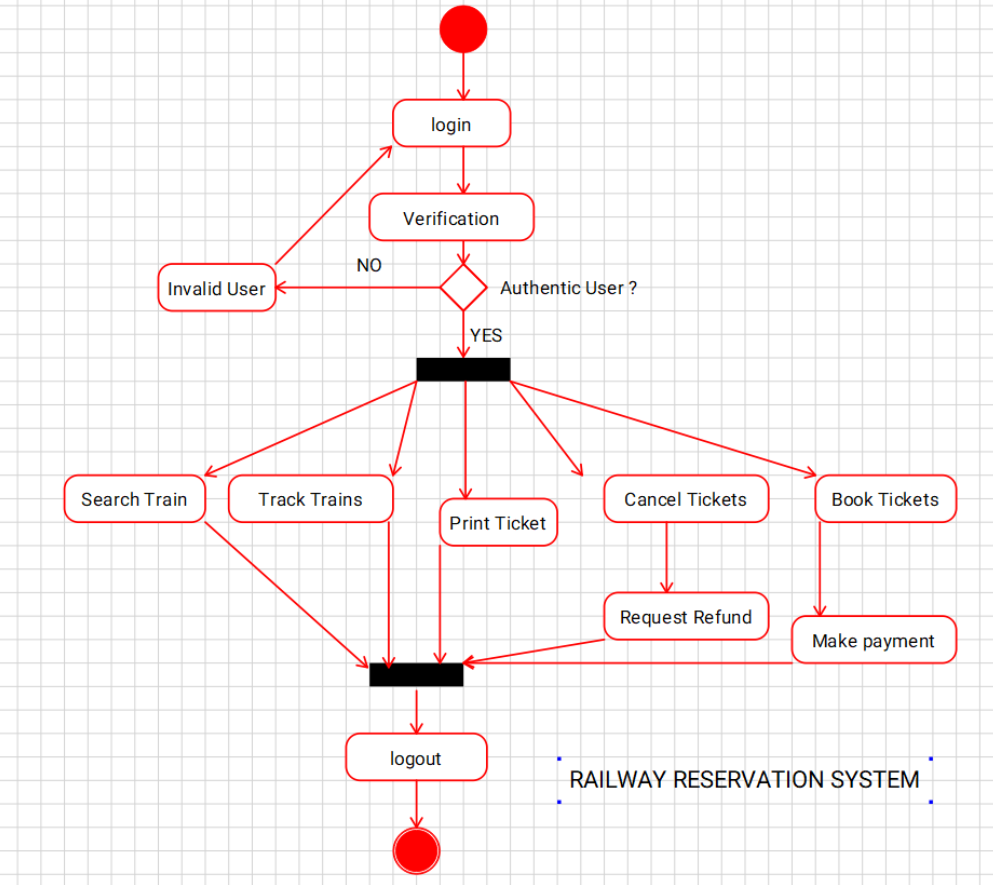 login
Verification
NO
Invalid User
Authentic User ?
YES
Search Train
Track Trains
Print Ticket
Cancel Tickets
Book Tickets
Request Refund
Make payment
logout
RAILWAY RESERVATION SYSTEM